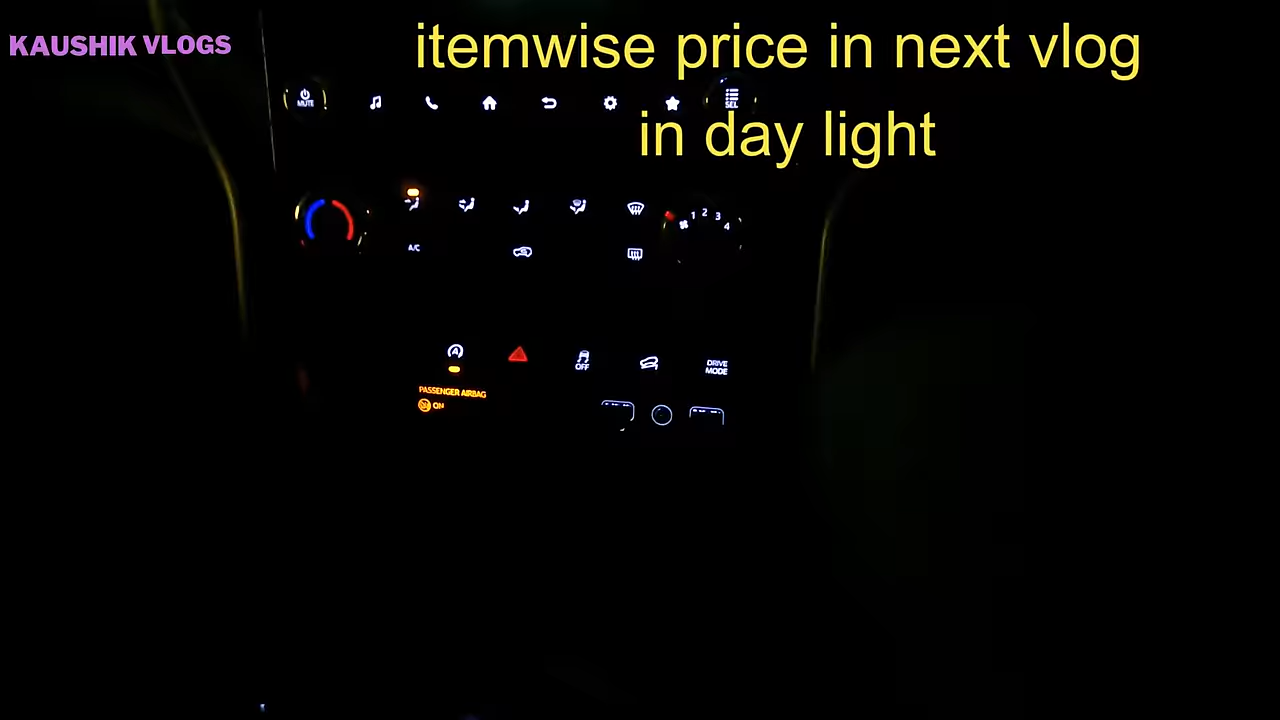 KAUSHIK VLOGS
itemwise price in next vlog
in day light
MUTE
SEL
1 2 3 4
A/C
A
OFF
DRIVE
MODE
PASSENGER AIRBAG
ON